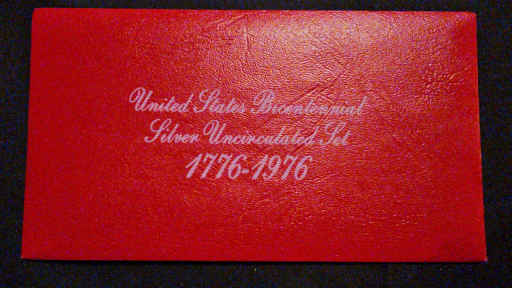 United States Bicentennial
Silver Uncirculated Set
1776-1976